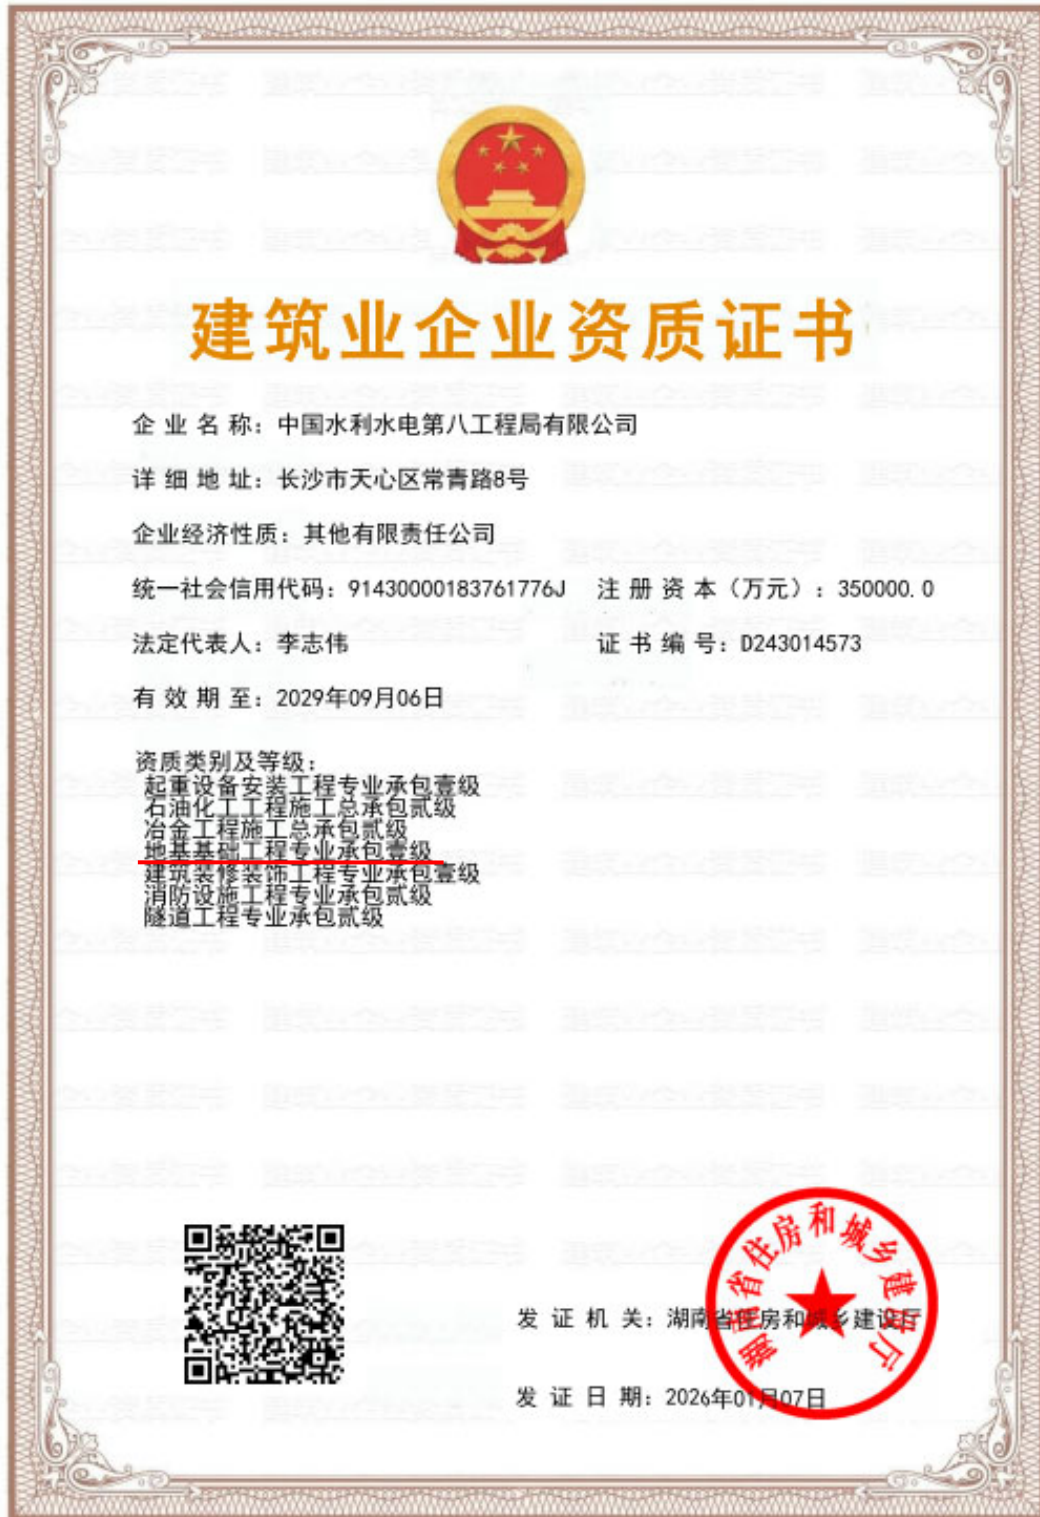 建筑业企业资质证书
企业名称：中国水利水电第八工程局有限公司
详细地址：长沙市天心区常青路8号
企业经济性质：其他有限责任公司
统一社会信用代码：91430000183761776J 注册资本（万元）：350000.0
法定代表人：李志伟 证书编号：D243014573
有效期至：2029年09月06日
资质类别及等级：
起重设备安装工程专业承包壹级
石油化工工程施工总承包贰级
冶金工程施工总承包贰级
地基基础工程专业承包壹级
建筑装修装饰工程专业承包壹级
消防设施工程专业承包贰级
隧道工程专业承包贰级
湖南省住房和城乡建设厅
发证机关：湖南省住房和城乡建设厅
发证日期：2026年01月07日